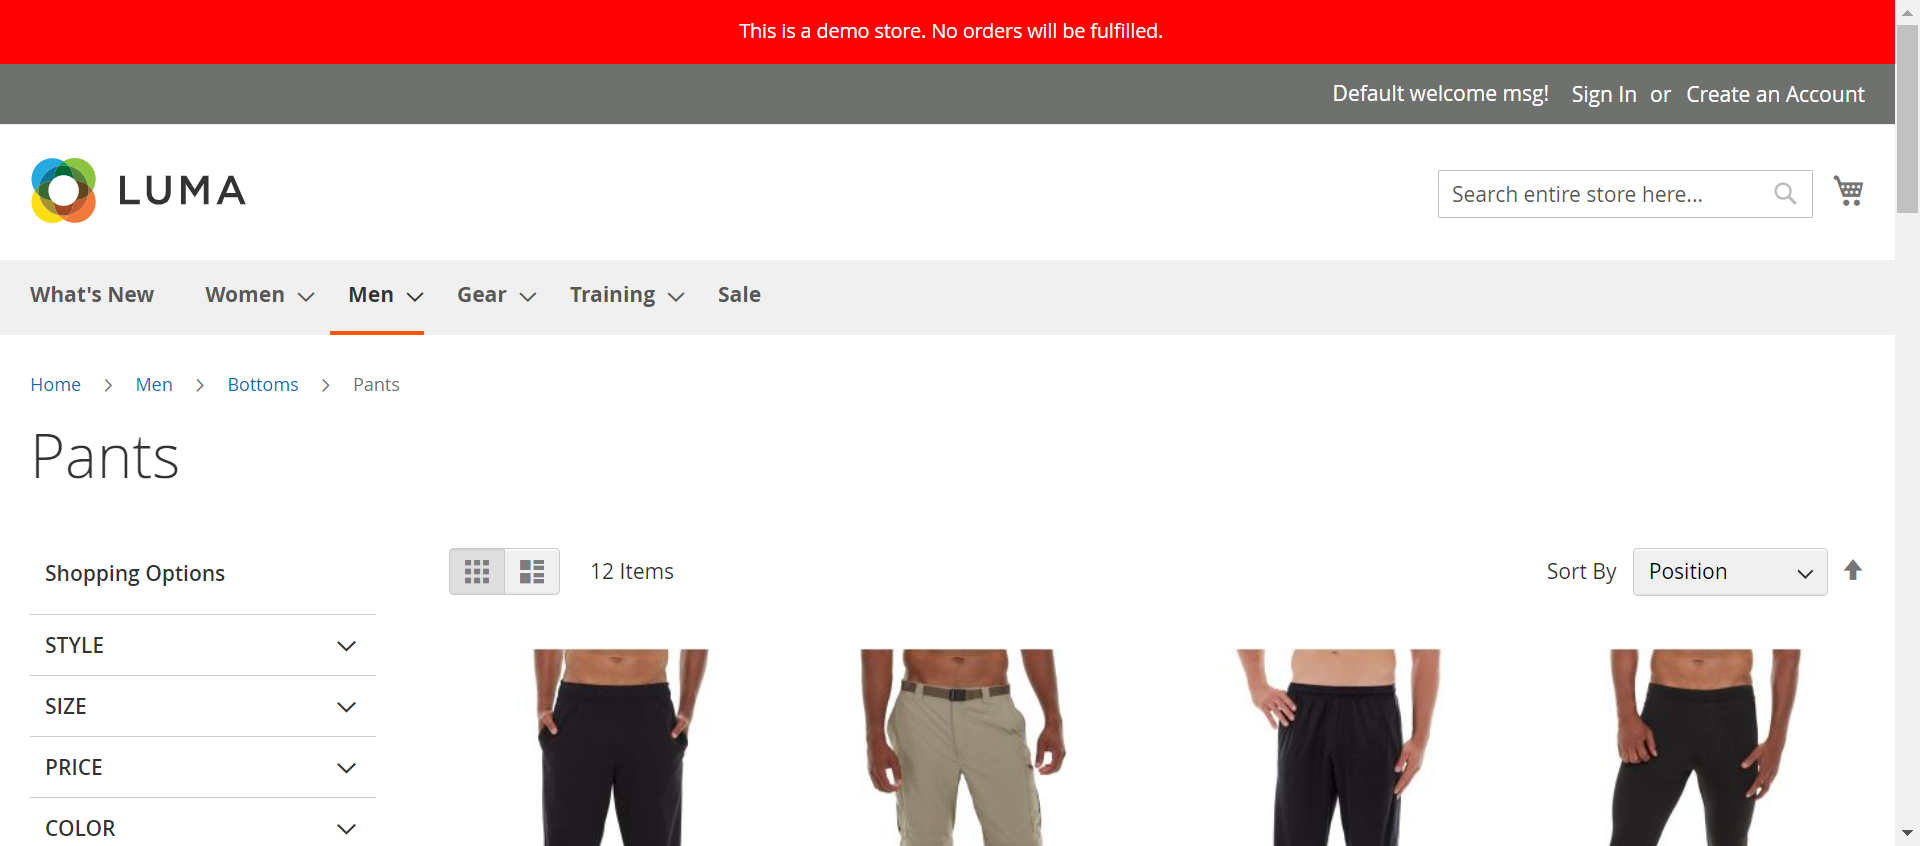 This is a demo store. No orders will be fulfilled.
Default welcome msg! Sign In or Create an Account
LUMA
Search entire store here...
What's New Women Men Gear Training Sale
Home Men Bottoms Pants
Pants
Shopping Options
12 Items
Sort By Position
STYLE
SIZE
PRICE
COLOR